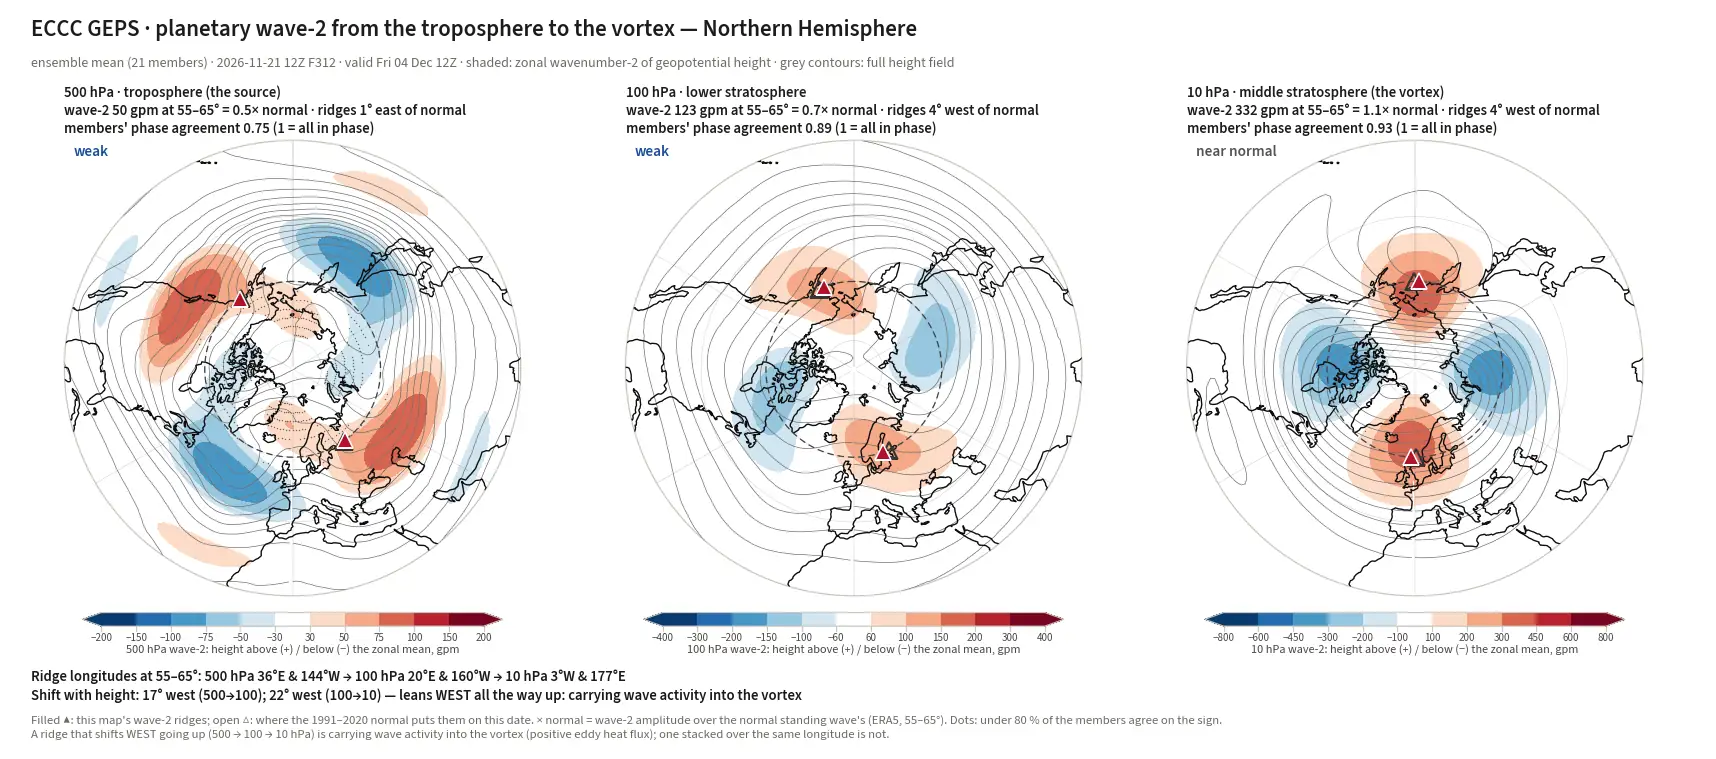 ECCC GEPS · planetary wave-2 from the troposphere to the vortex — Northern Hemisphere
ensemble mean (21 members) · 2026-11-21 12Z F312 · valid Fri 04 Dec 12Z · shaded: zonal wavenumber-2 of geopotential height · grey contours: full height field
500 hPa · troposphere (the source)
wave-2 50 gpm at 55–65° = 0.5× normal · ridges 1° east of normal
members' phase agreement 0.75 (1 = all in phase)
weak
100 hPa · lower stratosphere
wave-2 123 gpm at 55–65° = 0.7× normal · ridges 4° west of normal
members' phase agreement 0.89 (1 = all in phase)
weak
10 hPa · middle stratosphere (the vortex)
wave-2 332 gpm at 55–65° = 1.1× normal · ridges 4° west of normal
members' phase agreement 0.93 (1 = all in phase)
near normal
−200 −150 −100 −75 −50 −30 30 50 75 100 150 200
500 hPa wave-2: height above (+) / below (−) the zonal mean, gpm
−400 −300 −200 −150 −100 −60 60 100 150 200 300 400
100 hPa wave-2: height above (+) / below (−) the zonal mean, gpm
−800 −600 −450 −300 −200 −100 100 200 300 450 600 800
10 hPa wave-2: height above (+) / below (−) the zonal mean, gpm
Ridge longitudes at 55–65°: 500 hPa 36°E & 144°W → 100 hPa 20°E & 160°W → 10 hPa 3°W & 177°E
Shift with height: 17° west (500→100); 22° west (100→10) — leans WEST all the way up: carrying wave activity into the vortex
Filled ▲: this map's wave-2 ridges; open △: where the 1991–2020 normal puts them on this date. × normal = wave-2 amplitude over the normal standing wave's (ERA5, 55–65°). Dots: under 80 % of the members agree on the sign.
A ridge that shifts WEST going up (500 → 100 → 10 hPa) is carrying wave activity into the vortex (positive eddy heat flux); one stacked over the same longitude is not.